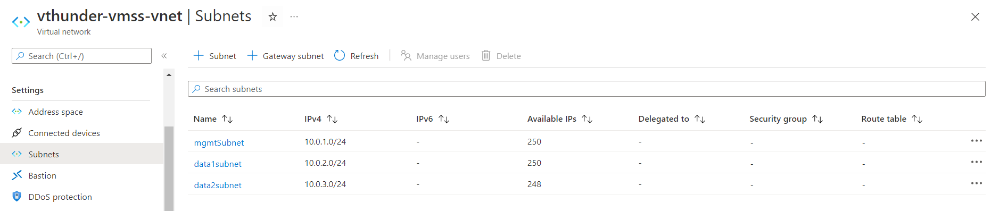 vthunder-vmss-vnet | Subnets ☆ ...
Virtual network
Search (Ctrl+/) «
+ Subnet + Gateway subnet Refresh Manage users Delete
Search subnets
Settings
Address space
Connected devices
Subnets
Bastion
DDoS protection
Name ↑↓ IPv4 ↑↓ IPv6 ↑↓ Available IPs ↑↓ Delegated to ↑↓ Security group ↑↓ Route table ↑↓
mgmtSubnet 10.0.1.0/24 - 250 - - - ...
data1subnet 10.0.2.0/24 - 250 - - - ...
data2subnet 10.0.3.0/24 - 248 - - - ...